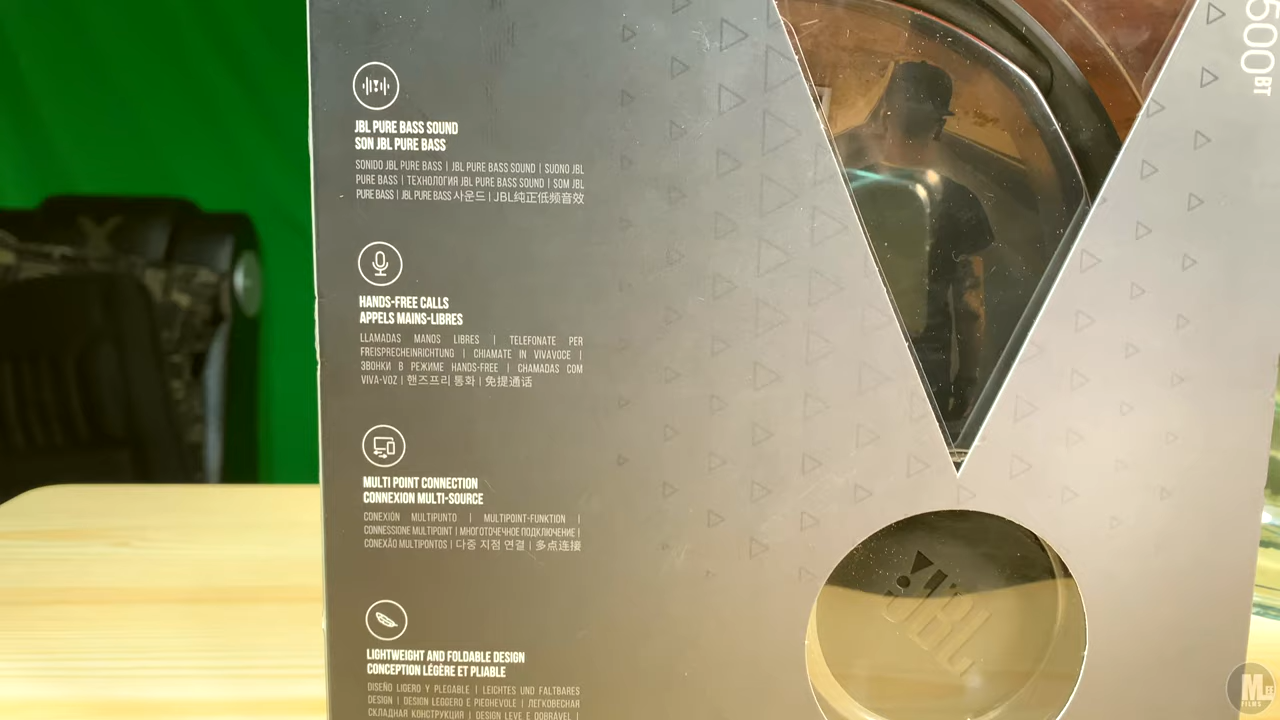 JBL PURE BASS SOUND
SON JBL PURE BASS
SONIDO JBL PURE BASS | JBL PURE BASS SOUND | SUONO JBL
PURE BASS | ТЕХНОЛОГИЯ JBL PURE BASS SOUND | SOM JBL
PURE BASS | JBL PURE BASS 사운드 | JBL纯正低频音效
HANDS-FREE CALLS
APPELS MAINS-LIBRES
LLAMADAS MANOS LIBRES | TELEFONATE PER
FREISPRECHEINRICHTUNG | CHIAMATE IN VIVAVOCE |
ЗВОНКИ В РЕЖИМЕ HANDS-FREE | CHAMADAS COM
VIVA-VOZ | 핸즈프리 통화 | 免提通话
MULTI POINT CONNECTION
CONNEXION MULTI-SOURCE
CONEXIÓN MULTIPUNTO | MULTIPOINT-FUNKTION |
CONNESSIONE MULTIPOINT | МНОГОТОЧЕЧНОЕ ПОДКЛЮЧЕНИЕ |
CONEXÃO MULTIPONTOS | 다중 지점 연결 | 多点连接
LIGHTWEIGHT AND FOLDABLE DESIGN
CONCEPTION LÉGÈRE ET PLIABLE
DISEÑO LIGERO Y PLEGABLE | LEICHTES UND FALTBARES
DESIGN | DESIGN LEGGERO E PIEGHEVOLE | ЛЕГКОВЕСНАЯ
СКЛАДНАЯ КОНСТРУКЦИЯ | DESIGN LEVE E DOBRÁVEL |
500BT
JBL
M EE
FILMS